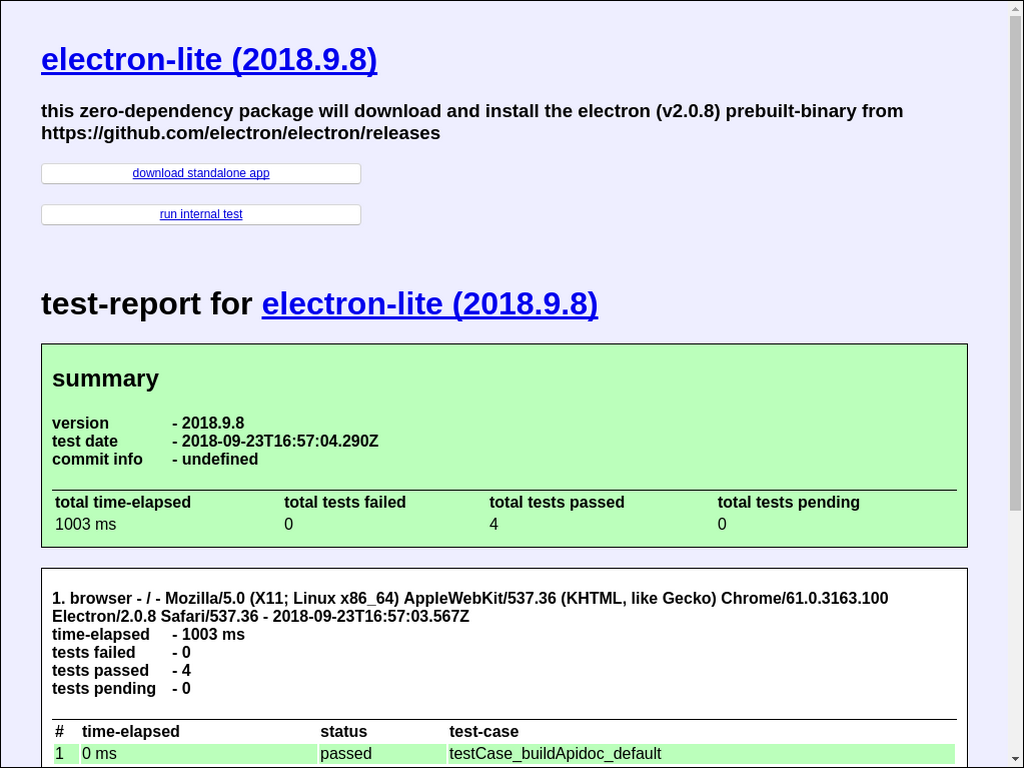 electron-lite (2018.9.8)
this zero-dependency package will download and install the electron (v2.0.8) prebuilt-binary from
https://github.com/electron/electron/releases
download standalone app
run internal test
test-report for electron-lite (2018.9.8)
summary
version - 2018.9.8
test date - 2018-09-23T16:57:04.290Z
commit info - undefined
total time-elapsed total tests failed total tests passed total tests pending
1003 ms 0 4 0
1. browser - / - Mozilla/5.0 (X11; Linux x86_64) AppleWebKit/537.36 (KHTML, like Gecko) Chrome/61.0.3163.100
Electron/2.0.8 Safari/537.36 - 2018-09-23T16:57:03.567Z
time-elapsed - 1003 ms
tests failed - 0
tests passed - 4
tests pending - 0
# time-elapsed status test-case
1 0 ms passed testCase_buildApidoc_default